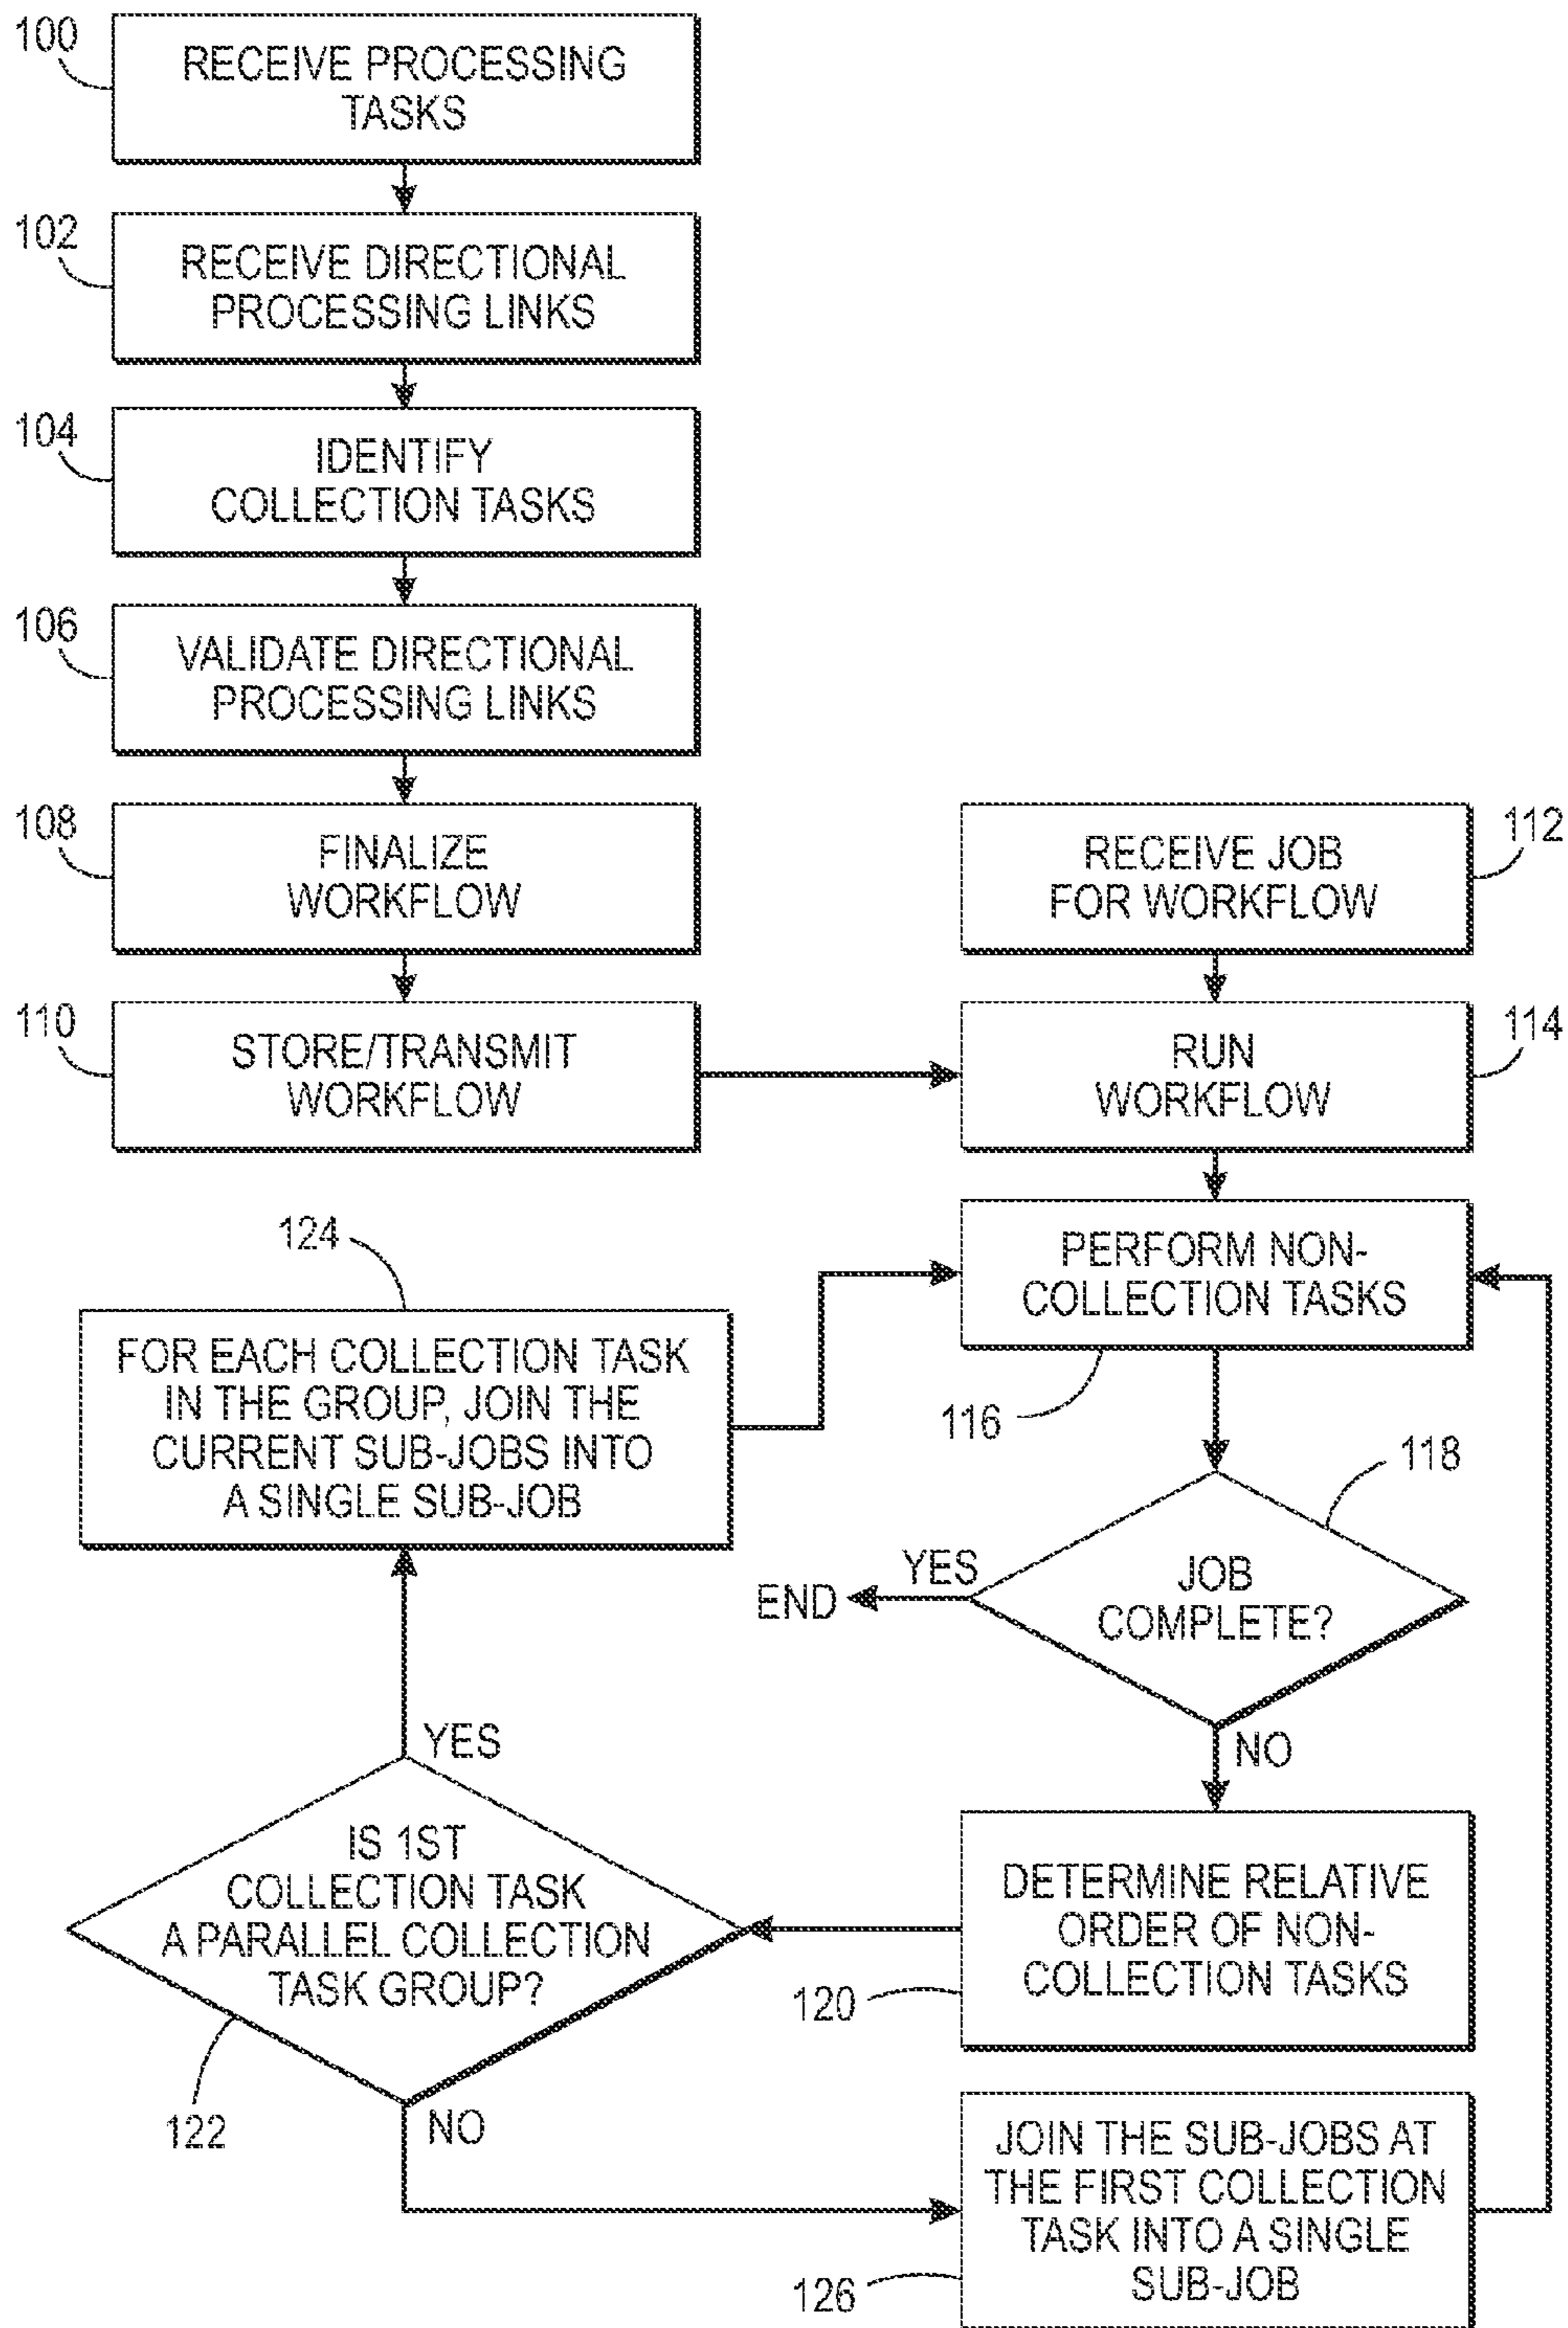 100
RECEIVE PROCESSING
TASKS
102
RECEIVE DIRECTIONAL
PROCESSING LINKS
104
IDENTIFY
COLLECTION TASKS
106
VALIDATE DIRECTIONAL
PROCESSING LINKS
108
FINALIZE
WORKFLOW
110
STORE/TRANSMIT
WORKFLOW
RECEIVE JOB
FOR WORKFLOW
112
RUN
WORKFLOW
114
PERFORM NON-
COLLECTION TASKS
116
JOB
COMPLETE?
118
YES
END
NO
DETERMINE RELATIVE
ORDER OF NON-
COLLECTION TASKS
120
IS 1ST
COLLECTION TASK
A PARALLEL COLLECTION
TASK GROUP?
122
YES
124
FOR EACH COLLECTION TASK
IN THE GROUP, JOIN THE
CURRENT SUB-JOBS INTO
A SINGLE SUB-JOB
NO
JOIN THE SUB-JOBS AT
THE FIRST COLLECTION
TASK INTO A SINGLE
SUB-JOB
126